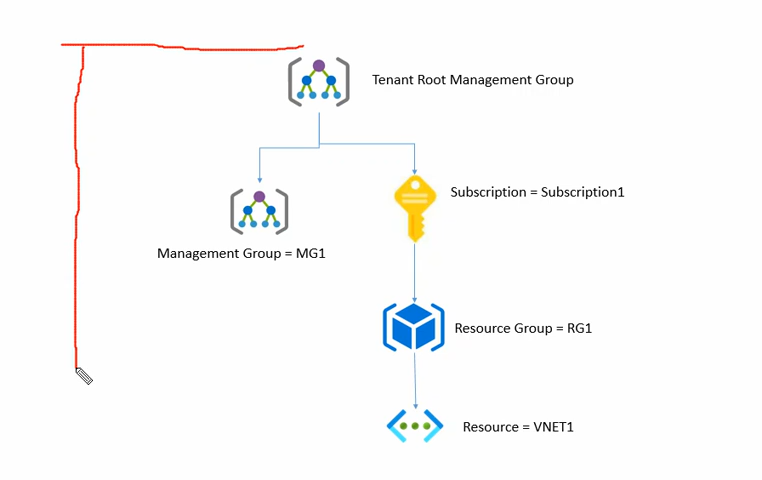 Tenant Root Management Group
Subscription = Subscription1
Management Group = MG1
Resource Group = RG1
Resource = VNET1